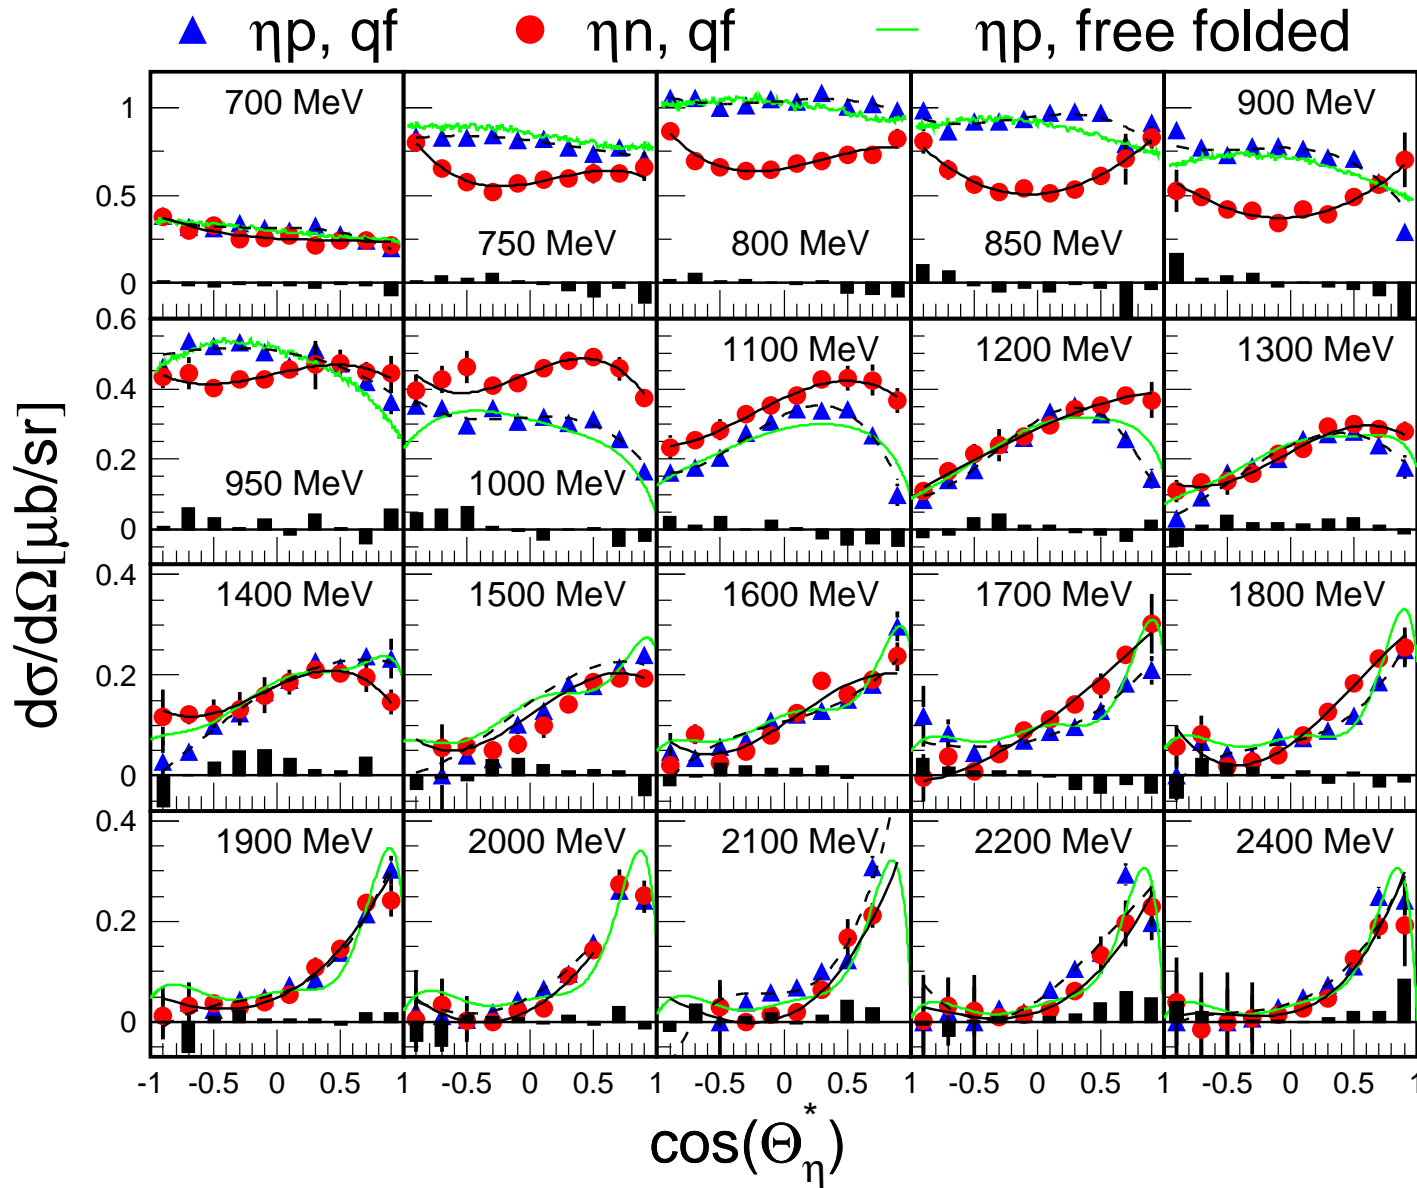 ηp, qf ηn, qf ηp, free folded
700 MeV 750 MeV 800 MeV 850 MeV 900 MeV
1 0.5 0
950 MeV 1000 MeV 1100 MeV 1200 MeV 1300 MeV
0.6 0.4 0.2 0
1400 MeV 1500 MeV 1600 MeV 1700 MeV 1800 MeV
0.4 0.2 0
1900 MeV 2000 MeV 2100 MeV 2200 MeV 2400 MeV
0.4 0.2 0
-1 -0.5 0 0.5 1 -0.5 0 0.5 1 -0.5 0 0.5 1 -0.5 0 0.5 1 -0.5 0 0.5 1
dσ/dΩ[μb/sr]
cos(Θ*η)